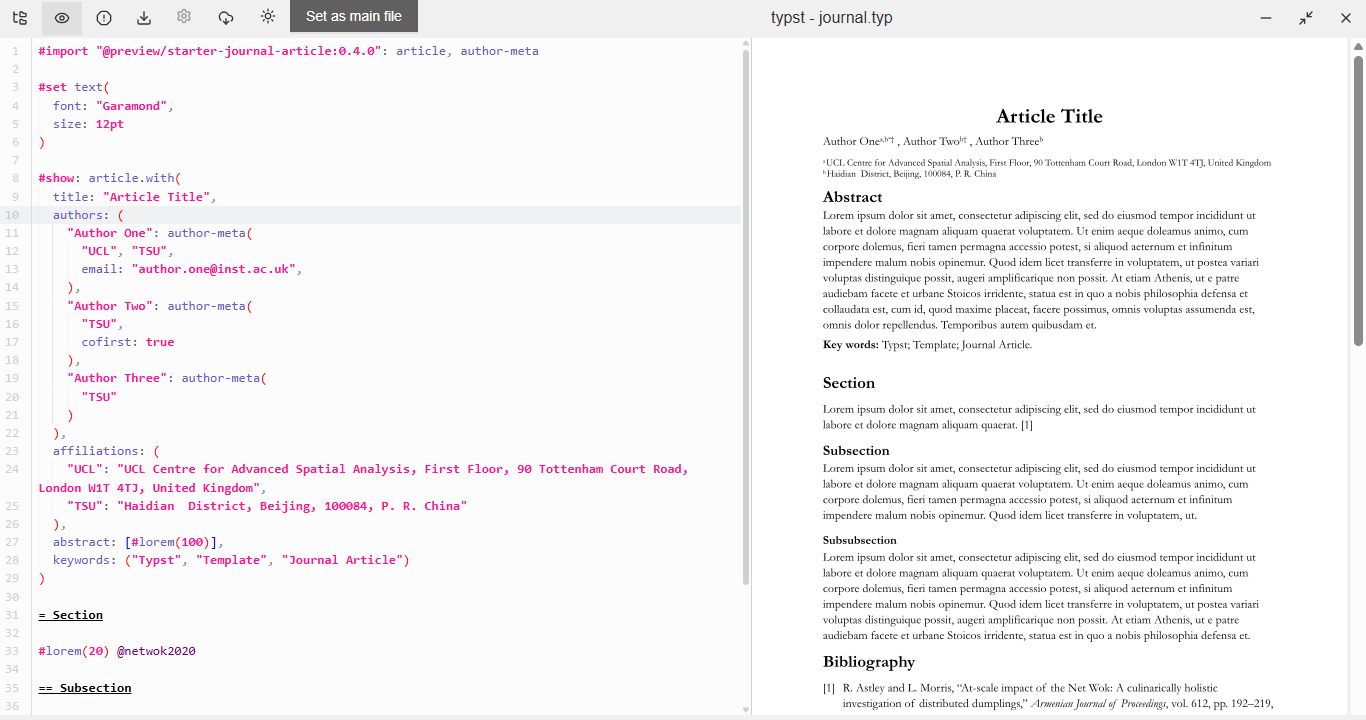 Set as main file
typst - journal.typ
1 #import "@preview/starter-journal-article:0.4.0": article, author-meta
2
3 #set text(
4 font: "Garamond",
5 size: 12pt
6 )
7
8 #show: article.with(
9 title: "Article Title",
10 authors: (
11 "Author One": author-meta(
12 "UCL", "TSU",
13 email: "author.one@inst.ac.uk",
14 ),
15 "Author Two": author-meta(
16 "TSU",
17 cofirst: true
18 ),
19 "Author Three": author-meta(
20 "TSU"
21 )
22 ),
23 affiliations: (
24 "UCL": "UCL Centre for Advanced Spatial Analysis, First Floor, 90 Tottenham Court Road,
London W1T 4TJ, United Kingdom",
25 "TSU": "Haidian  District, Beijing, 100084, P. R. China"
26 ),
27 abstract: [#lorem(100)],
28 keywords: ("Typst", "Template", "Journal Article")
29 )
30
31 = Section
32
33 #lorem(20) @netwok2020
34
35 == Subsection
36
Article Title
Author Oneᵃ,ᵇ*† , Author Twoᵇ‡ , Author Threeᵇ
ᵃ UCL Centre for Advanced Spatial Analysis, First Floor, 90 Tottenham Court Road, London W1T 4TJ, United Kingdom
ᵇ Haidian District, Beijing, 100084, P. R. China
Abstract
Lorem ipsum dolor sit amet, consectetur adipiscing elit, sed do eiusmod tempor incididunt ut
labore et dolore magnam aliquam quaerat voluptatem. Ut enim aeque doleamus animo, cum
corpore dolemus, fieri tamen permagna accessio potest, si aliquod aeternum et infinitum
impendere malum nobis opinemur. Quod idem licet transferre in voluptatem, ut postea variari
voluptas distinguique possit, augeri amplificarique non possit. At etiam Athenis, ut e patre
audiebam facete et urbane Stoicos irridente, statua est in quo a nobis philosophia defensa et
collaudata est, cum id, quod maxime placeat, facere possimus, omnis voluptas assumenda est,
omnis dolor repellendus. Temporibus autem quibusdam et.
Key words: Typst; Template; Journal Article.
Section
Lorem ipsum dolor sit amet, consectetur adipiscing elit, sed do eiusmod tempor incididunt ut
labore et dolore magnam aliquam quaerat. [1]
Subsection
Lorem ipsum dolor sit amet, consectetur adipiscing elit, sed do eiusmod tempor incididunt ut
labore et dolore magnam aliquam quaerat voluptatem. Ut enim aeque doleamus animo, cum
corpore dolemus, fieri tamen permagna accessio potest, si aliquod aeternum et infinitum
impendere malum nobis opinemur. Quod idem licet transferre in voluptatem, ut.
Subsubsection
Lorem ipsum dolor sit amet, consectetur adipiscing elit, sed do eiusmod tempor incididunt ut
labore et dolore magnam aliquam quaerat voluptatem. Ut enim aeque doleamus animo, cum
corpore dolemus, fieri tamen permagna accessio potest, si aliquod aeternum et infinitum
impendere malum nobis opinemur. Quod idem licet transferre in voluptatem, ut postea variari
voluptas distinguique possit, augeri amplificarique non possit. At etiam Athenis, ut e patre
audiebam facete et urbane Stoicos irridente, statua est in quo a nobis philosophia defensa et.
Bibliography
[1] R. Astley and L. Morris, “At-scale impact of the Net Wok: A culinarically holistic
investigation of distributed dumplings,” Armenian Journal of Proceedings, vol. 612, pp. 192–219,